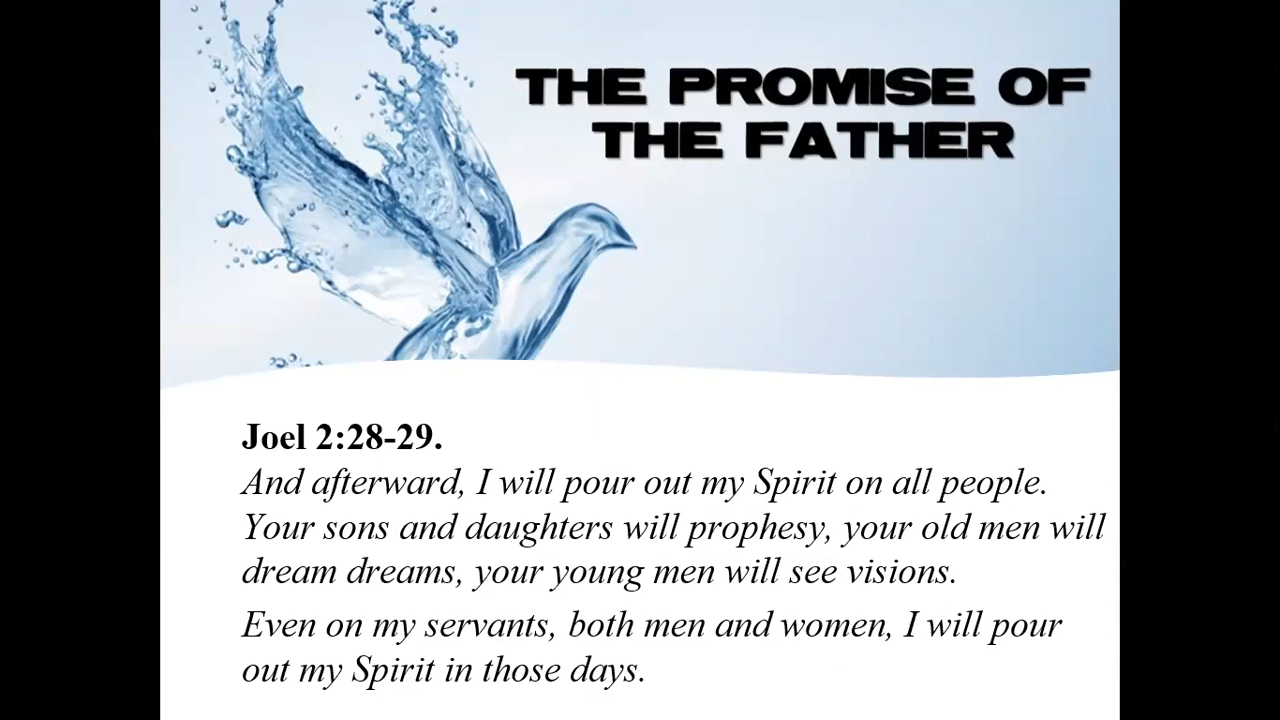 THE PROMISE OF
THE FATHER
Joel 2:28-29.
And afterward, I will pour out my Spirit on all people.
Your sons and daughters will prophesy, your old men will
dream dreams, your young men will see visions.
Even on my servants, both men and women, I will pour
out my Spirit in those days.